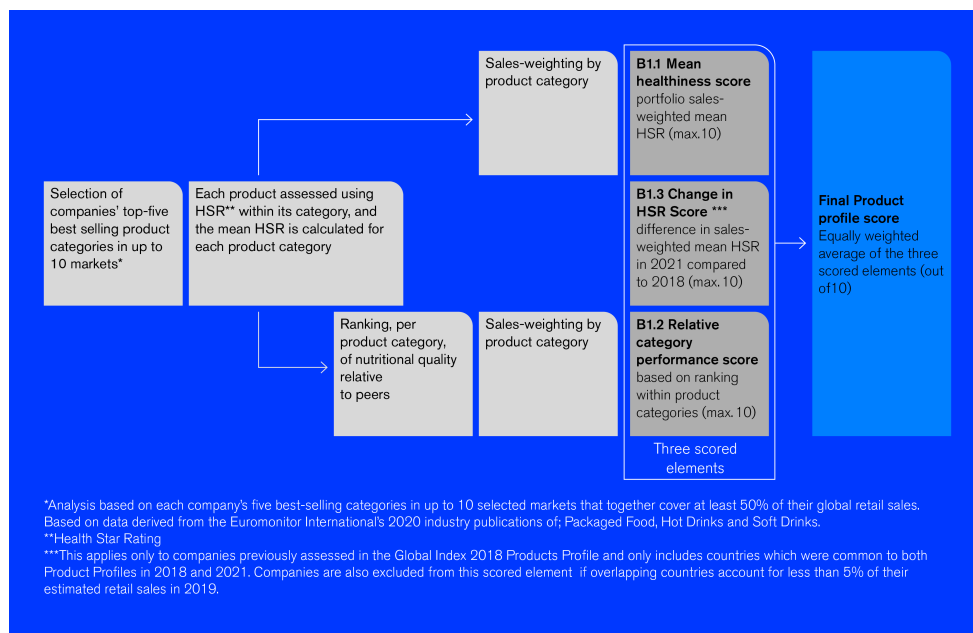 Selection of
companies’ top-five
best selling product
categories in up to
10 markets*
Each product assessed using
HSR** within its category, and
the mean HSR is calculated for
each product category
Sales-weighting by
product category
B1.1 Mean
healthiness score
portfolio sales-
weighted mean
HSR (max.10)
B1.3 Change in
HSR Score ***
difference in sales-
weighted mean HSR
in 2021 compared
to 2018 (max.10)
Ranking, per
product category,
of nutritional quality
relative
to peers
Sales-weighting by
product category
B1.2 Relative
category
performance score
based on ranking
within product
categories (max.10)
Three scored
elements
Final Product
profile score
Equally weighted
average of the three
scored elements (out
of10)
*Analysis based on each company’s five best-selling categories in up to 10 selected markets that together cover at least 50% of their global retail sales.
Based on data derived from the Euromonitor International’s 2020 industry publications of; Packaged Food, Hot Drinks and Soft Drinks.
**Health Star Rating
***This applies only to companies previously assessed in the Global Index 2018 Products Profile and only includes countries which were common to both
Product Profiles in 2018 and 2021. Companies are also excluded from this scored element if overlapping countries account for less than 5% of their
estimated retail sales in 2019.